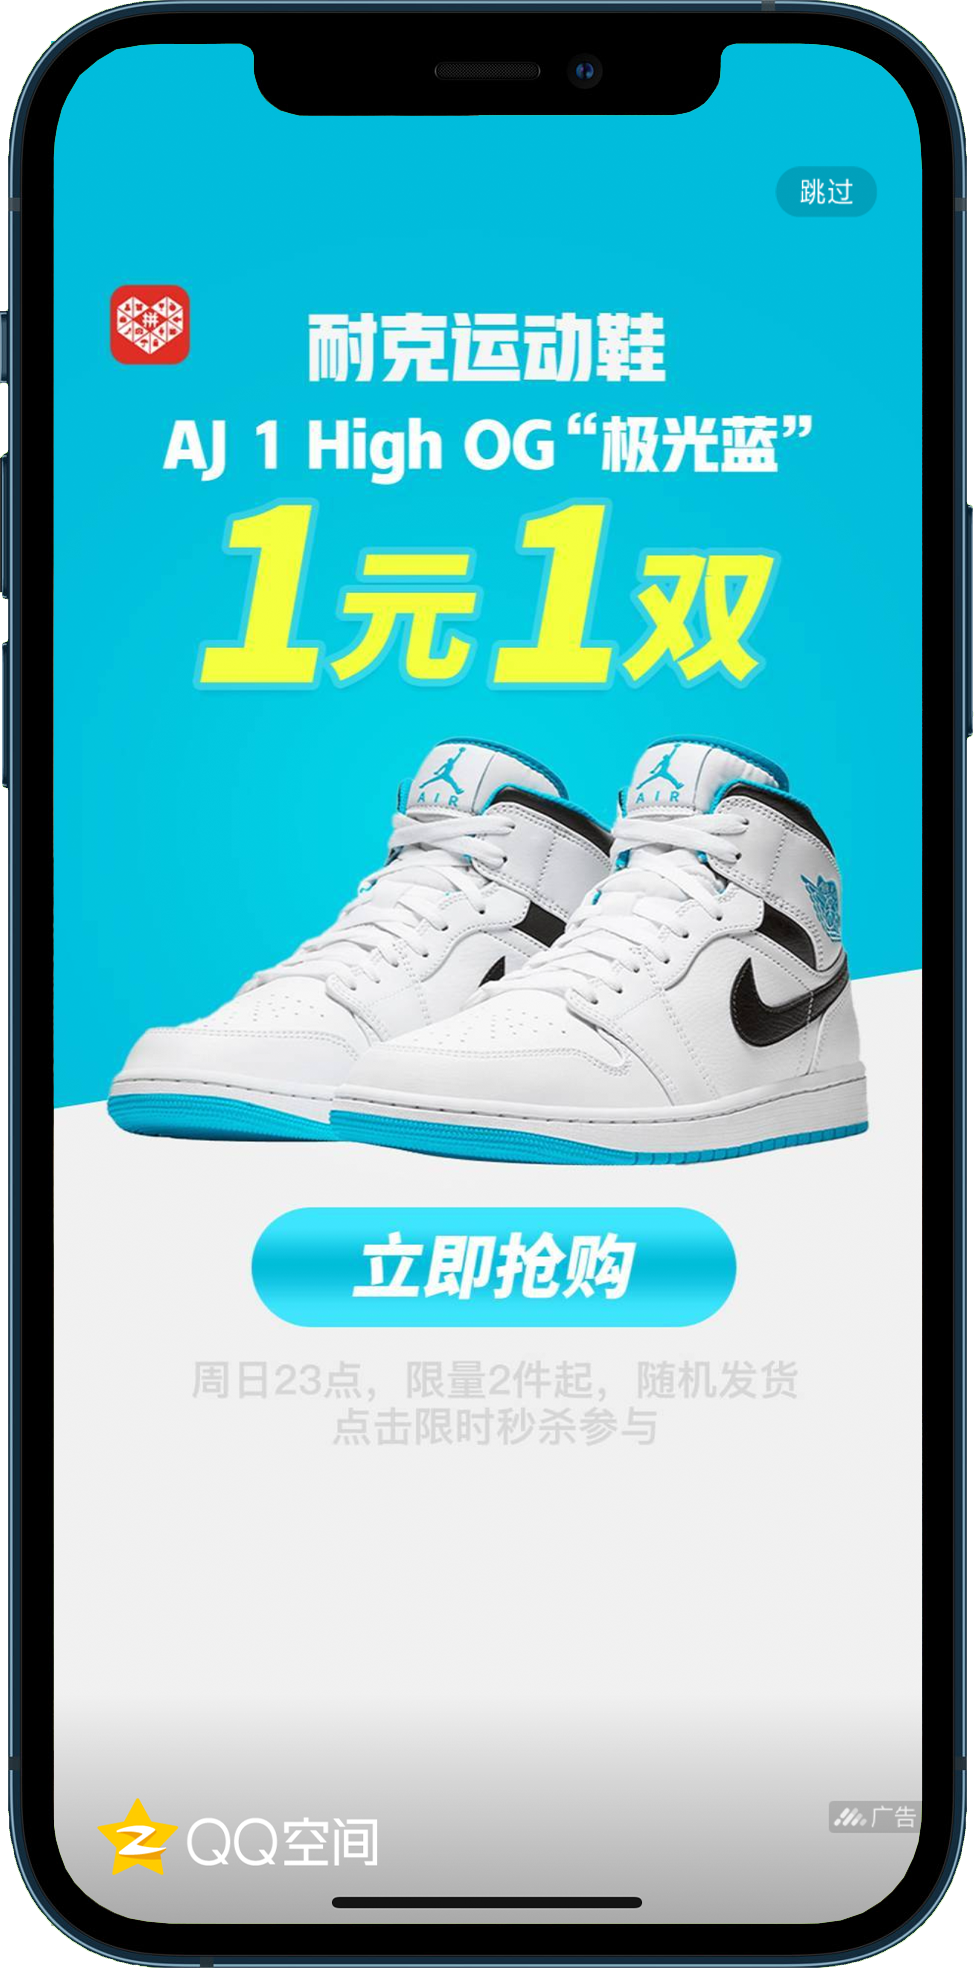 跳过
拼
耐克运动鞋
AJ 1 High OG“极光蓝”
1元1双
AIR
AIR
立即抢购
周日23点，限量2件起，随机发货
点击限时秒杀参与
广告
QQ空间